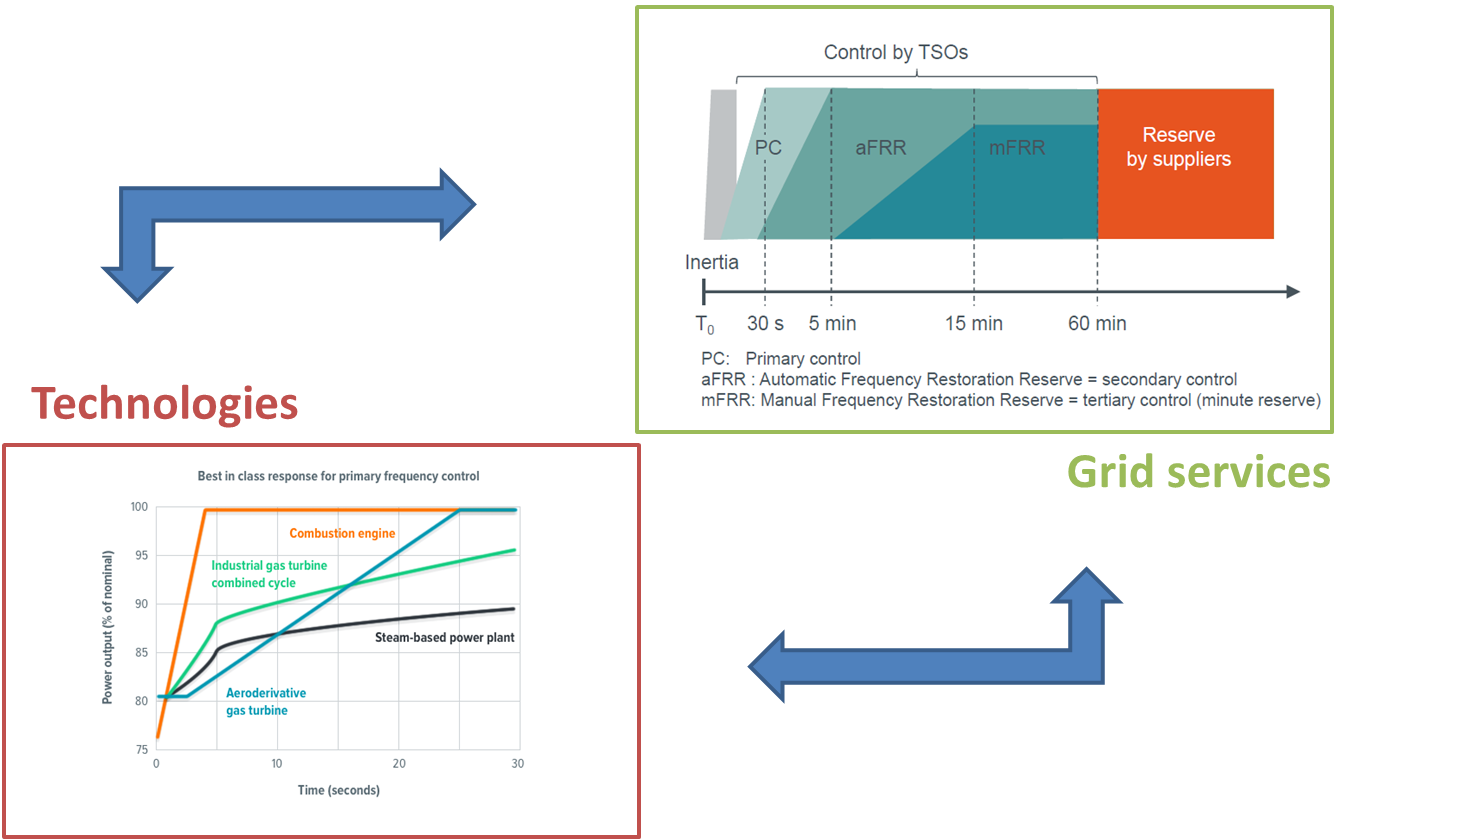 Control by TSOs
PC
aFRR
mFRR
Reserve
by suppliers
Inertia
T₀
30 s
5 min
15 min
60 min
PC: Primary control
aFRR : Automatic Frequency Restoration Reserve = secondary control
mFRR: Manual Frequency Restoration Reserve = tertiary control (minute reserve)
Technologies
Grid services
Best in class response for primary frequency control
Power output (% of nominal)
100
95
90
85
80
75
Combustion engine
Industrial gas turbine
combined cycle
Steam-based power plant
Aeroderivative
gas turbine
0
10
20
30
Time (seconds)